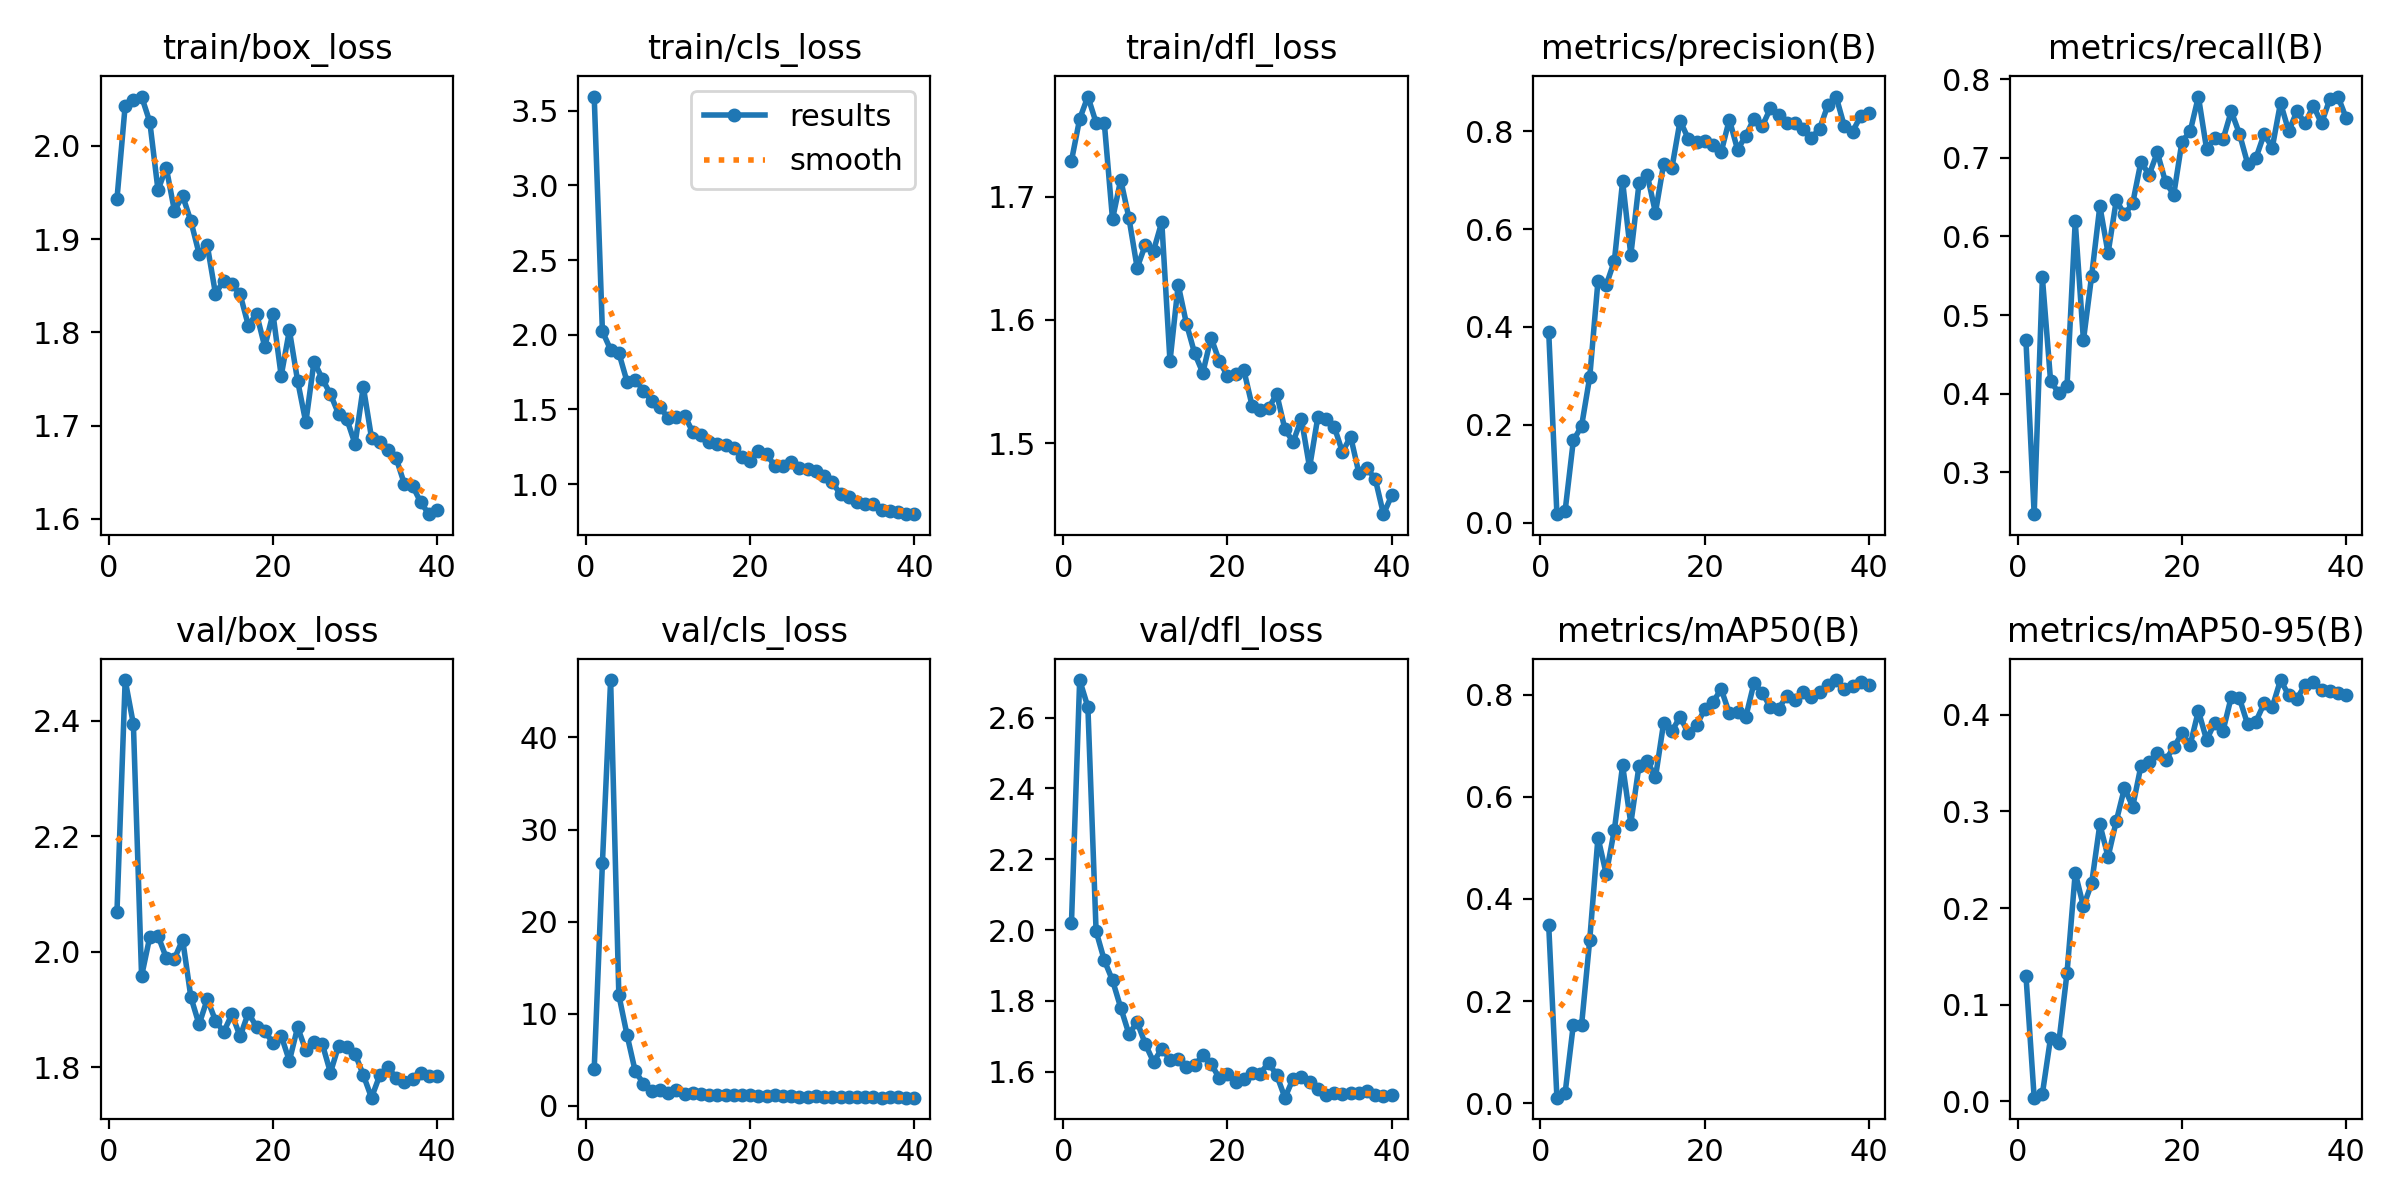 train/box_loss
2.0
1.9
1.8
1.7
1.6
0 20 40
train/cls_loss
results
smooth
3.5
3.0
2.5
2.0
1.5
1.0
0 20 40
train/dfl_loss
1.7
1.6
1.5
0 20 40
metrics/precision(B)
0.8
0.6
0.4
0.2
0.0
0 20 40
metrics/recall(B)
0.8
0.7
0.6
0.5
0.4
0.3
0 20 40
val/box_loss
2.4
2.2
2.0
1.8
0 20 40
val/cls_loss
40
30
20
10
0
0 20 40
val/dfl_loss
2.6
2.4
2.2
2.0
1.8
1.6
0 20 40
metrics/mAP50(B)
0.8
0.6
0.4
0.2
0.0
0 20 40
metrics/mAP50-95(B)
0.4
0.3
0.2
0.1
0.0
0 20 40